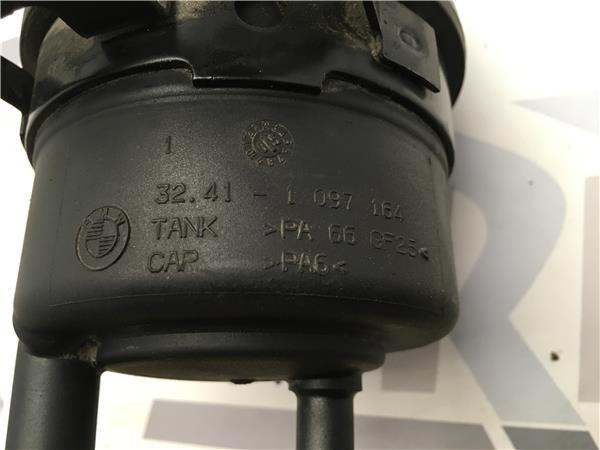 1
32.41 - 1 097 164
TANK >PA 66 GF25<
CAP >PA6<